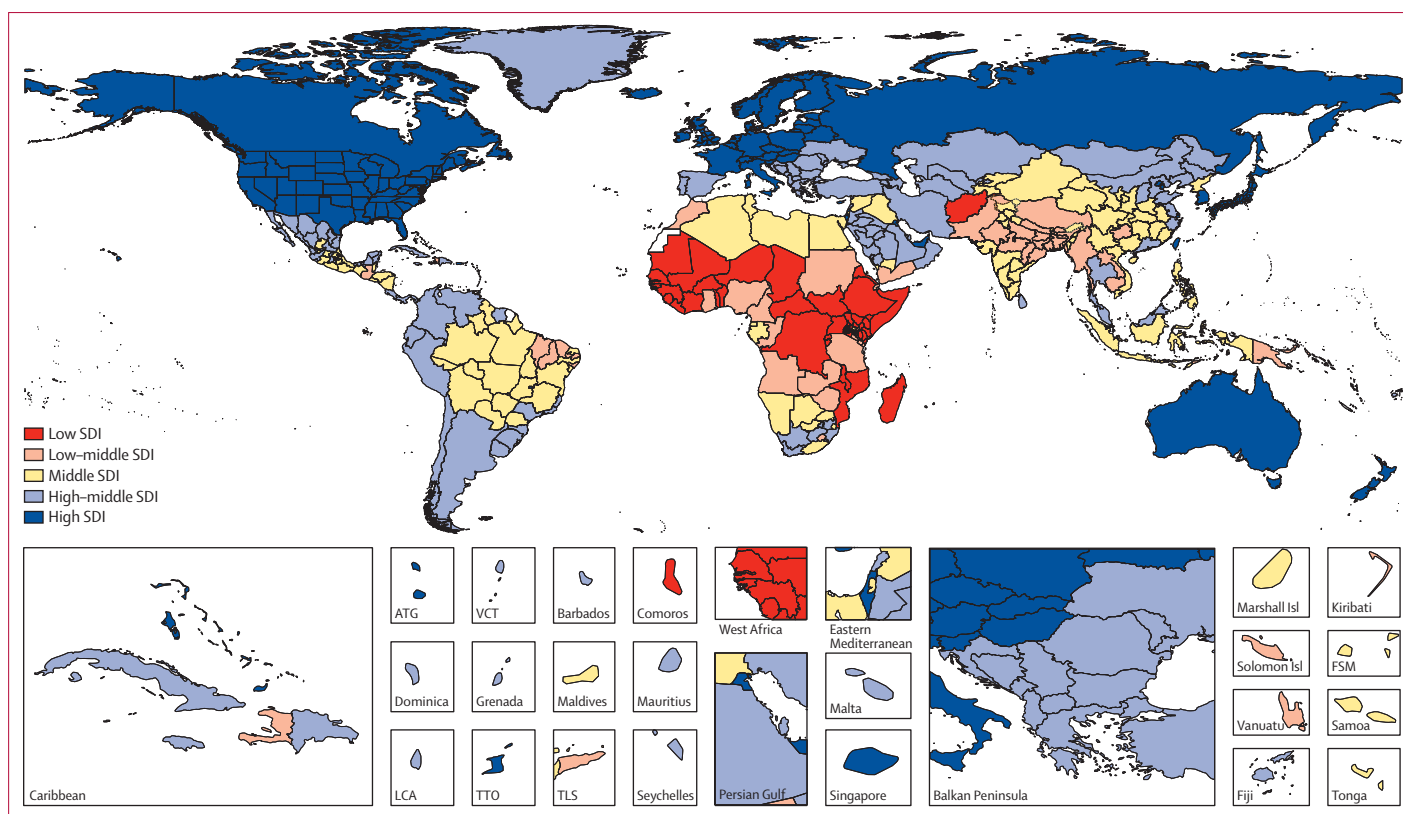 Low SDI
Low–middle SDI
Middle SDI
High–middle SDI
High SDI
Caribbean
ATG
VCT
Barbados
Comoros
West Africa
Eastern
Mediterranean
Dominica
Grenada
Maldives
Mauritius
Malta
LCA
TTO
TLS
Seychelles
Persian Gulf
Singapore
Balkan Peninsula
Marshall Isl
Kiribati
Solomon Isl
FSM
Vanuatu
Samoa
Fiji
Tonga